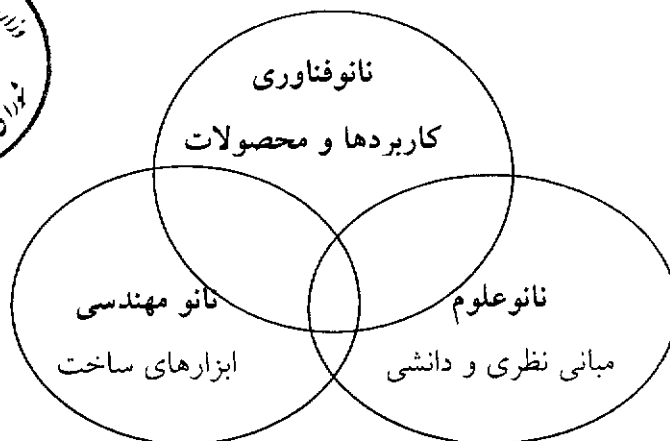 نانوفناوری
کاربردها و محصولات
نانوعلوم
مبانی نظری و دانشی
نانو مهندسی
ابزارهای ساخت